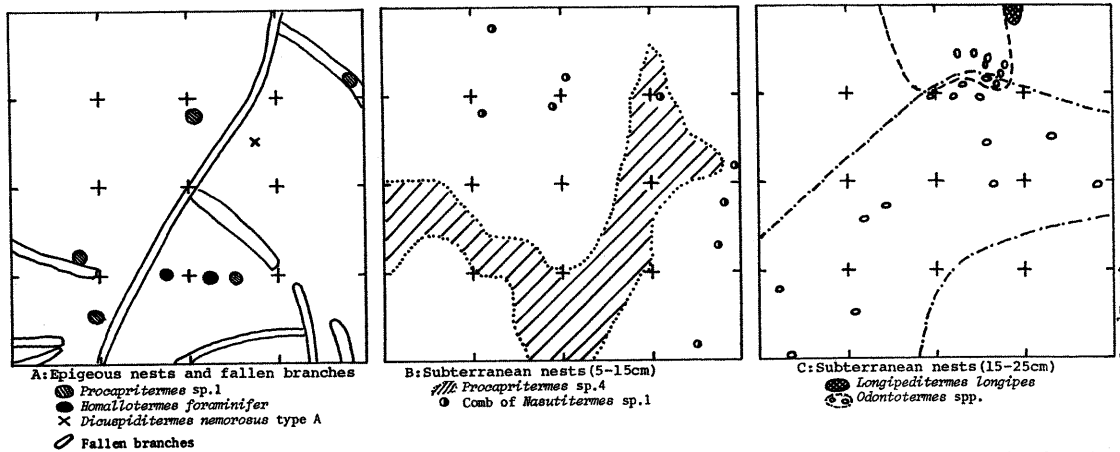 A:Epigeous nests and fallen branches
Procapritermes sp.1
Homallotermes foraminifer
Dicuspiditermes nemorosus type A
Fallen branches
B:Subterranean nests(5-15cm)
Procapritermes sp.4
Comb of Nasutitermes sp.1
C:Subterranean nests(15-25cm)
Longipeditermes longipes
Odontotermes spp.